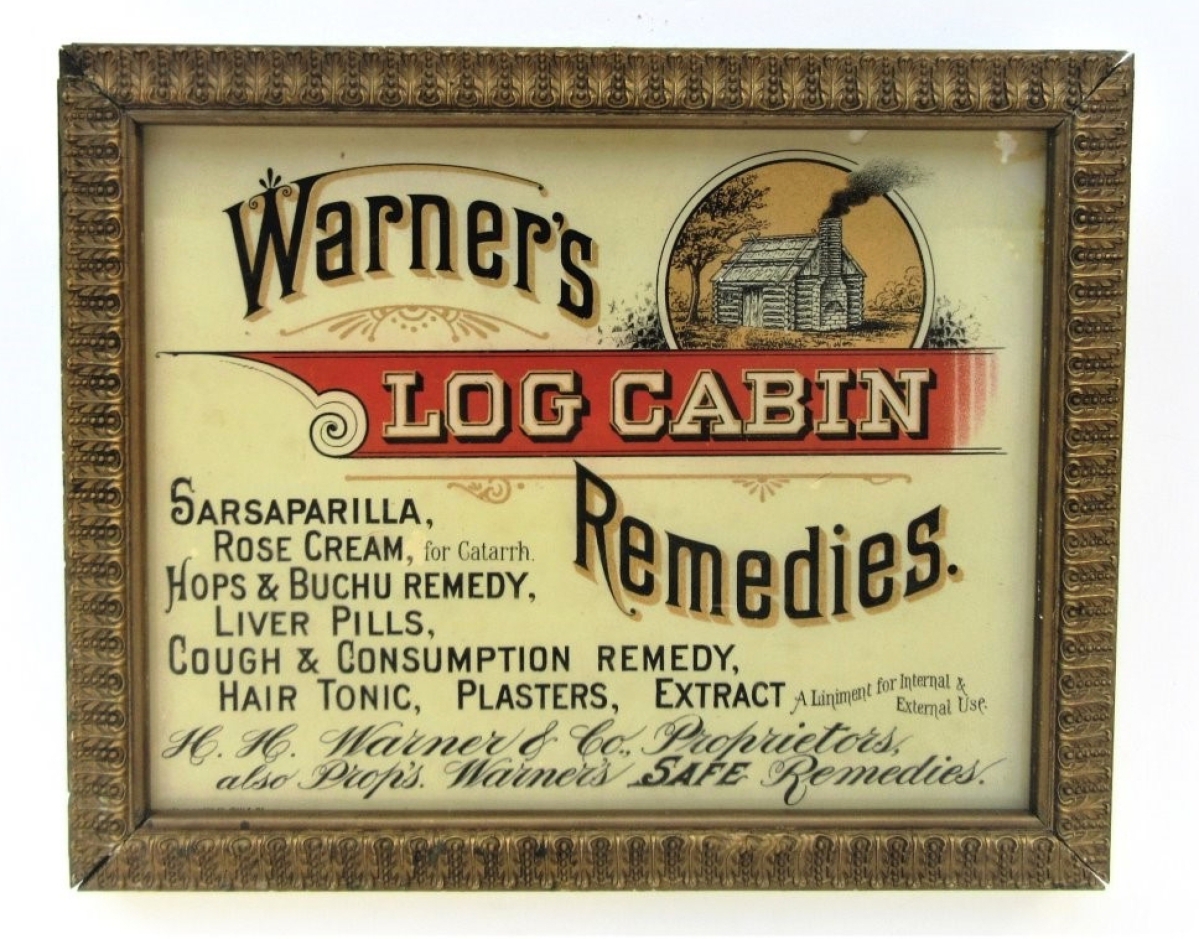 Warner's
LOG CABIN
Remedies.
SARSAPARILLA,
ROSE CREAM, for Catarrh.
HOPS & BUCHU REMEDY,
LIVER PILLS,
COUGH & CONSUMPTION REMEDY,
HAIR TONIC, PLASTERS, EXTRACT A Liniment for Internal &
External Use.
H. H. Warner & Co., Proprietors,
also Prop's. Warner's SAFE Remedies.